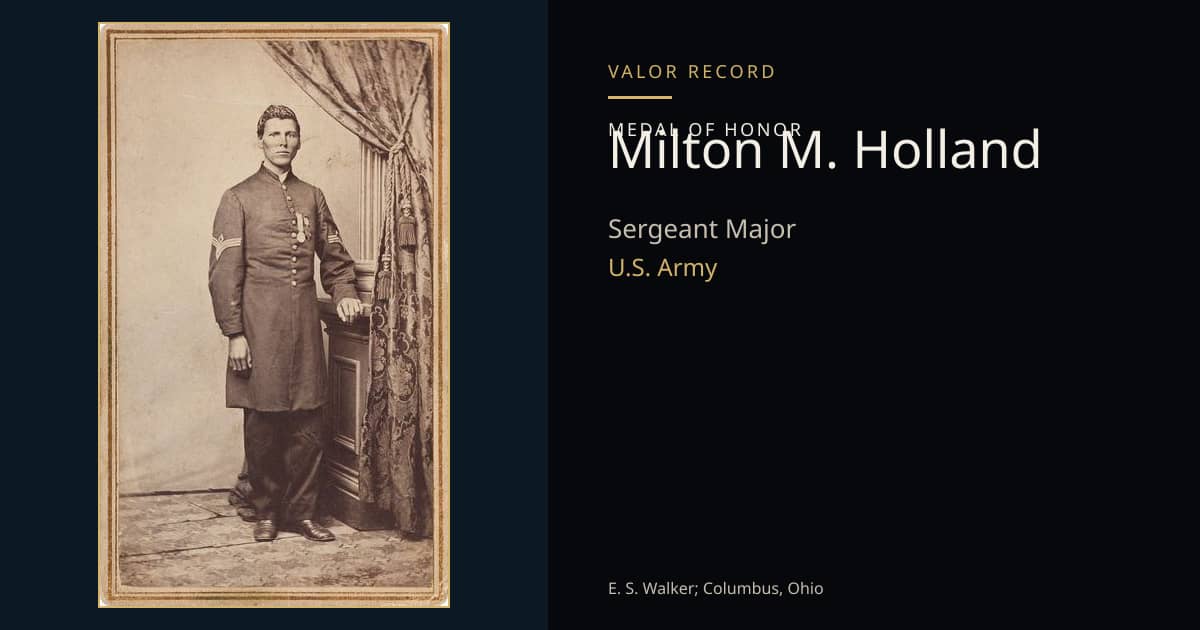 VALOR RECORD
MEDAL OF HONOR
Milton M. Holland
Sergeant Major
U.S. Army
E. S. Walker; Columbus, Ohio